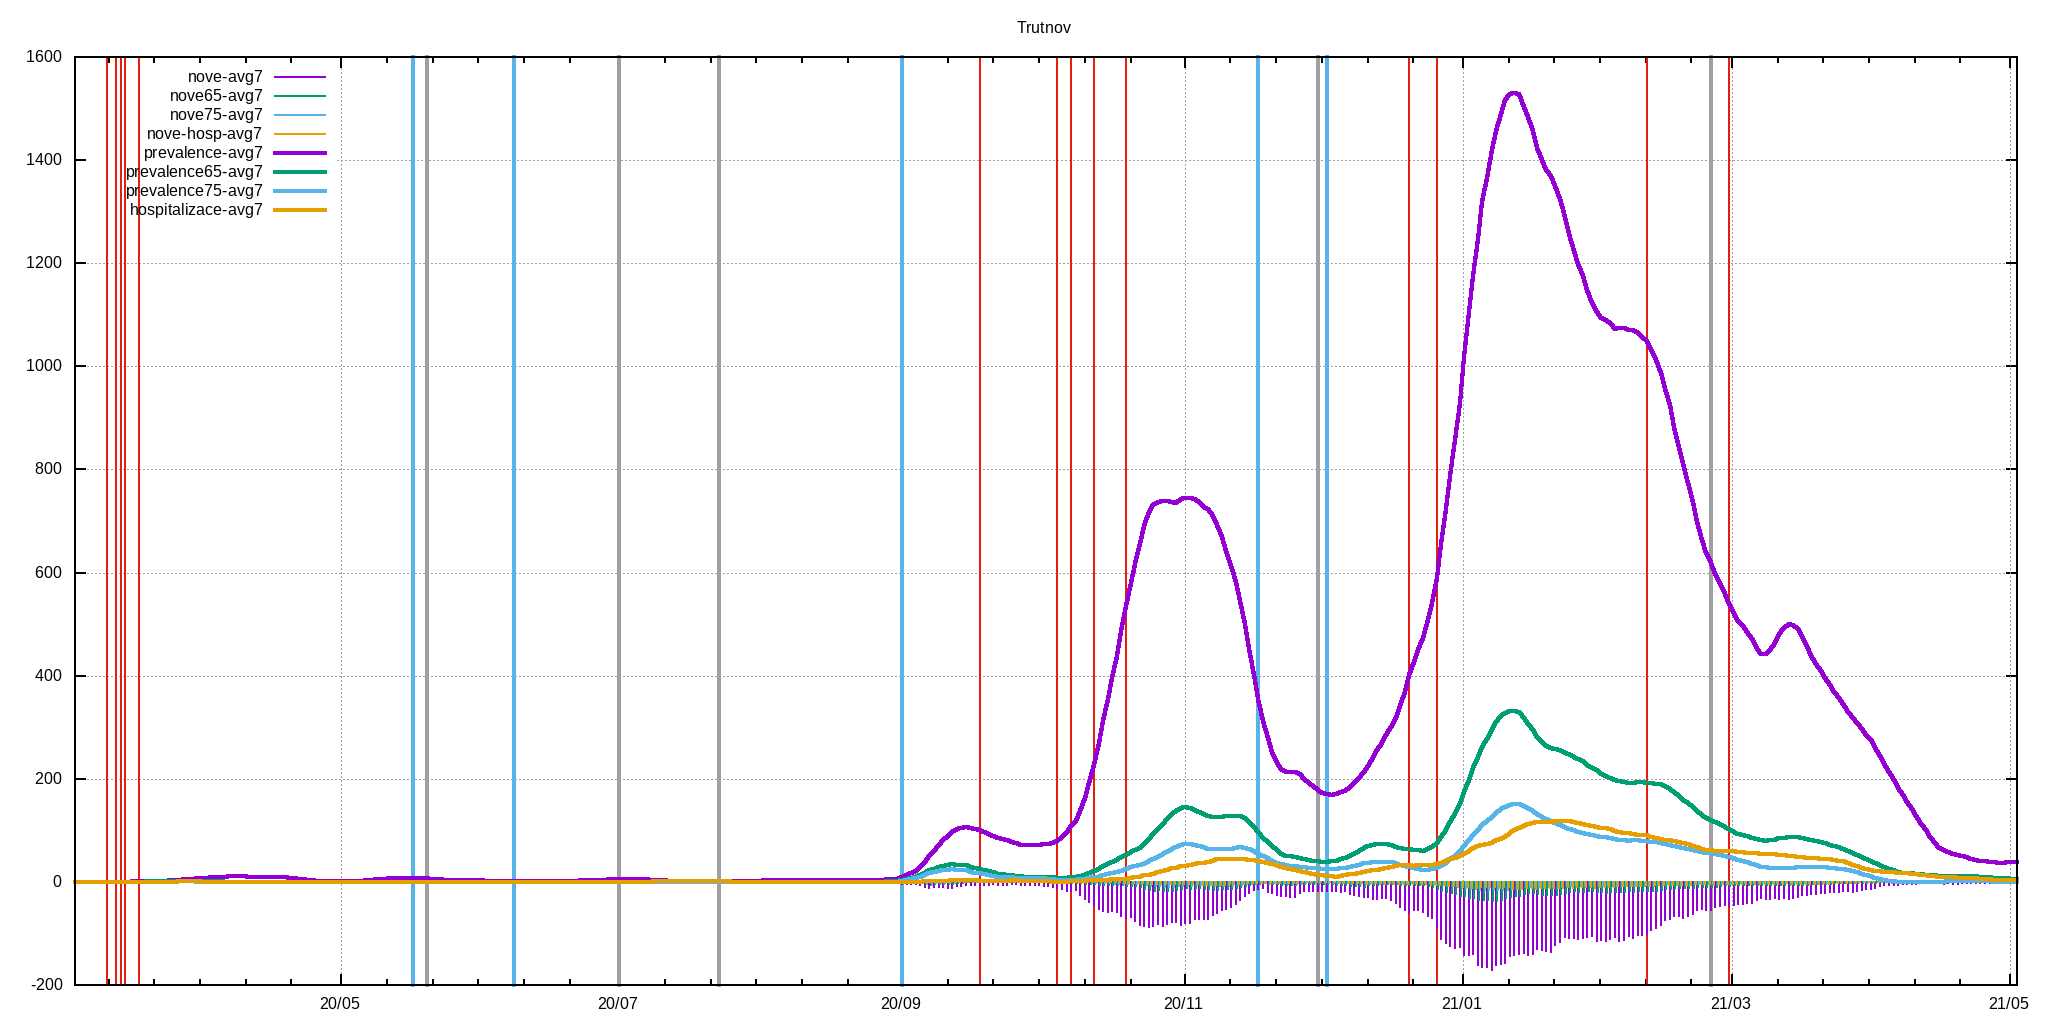 Trutnov
1600
1400
1200
1000
800
600
400
200
0
-200
nove-avg7
nove65-avg7
nove75-avg7
nove-hosp-avg7
prevalence-avg7
prevalence65-avg7
prevalence75-avg7
hospitalizace-avg7
20/05
20/07
20/09
20/11
21/01
21/03
21/05